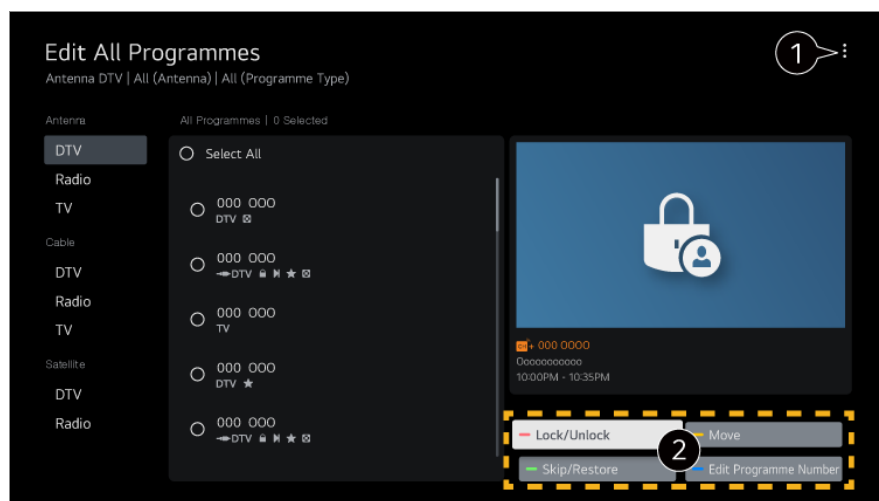 Edit All Programmes
1
Antenna DTV | All (Antenna) | All (Programme Type)
Antenna
All Programmes | 0 Selected
DTV
Radio
TV
Cable
DTV
Radio
TV
Satellite
DTV
Radio
Select All
000 000
DTV
000 000
DTV
000 000
TV
000 000
DTV ★
000 000
DTV
+ 000 0000
Ooooooooooo
10:00PM - 10:35PM
Lock/Unlock
Move
2
Skip/Restore
Edit Programme Number